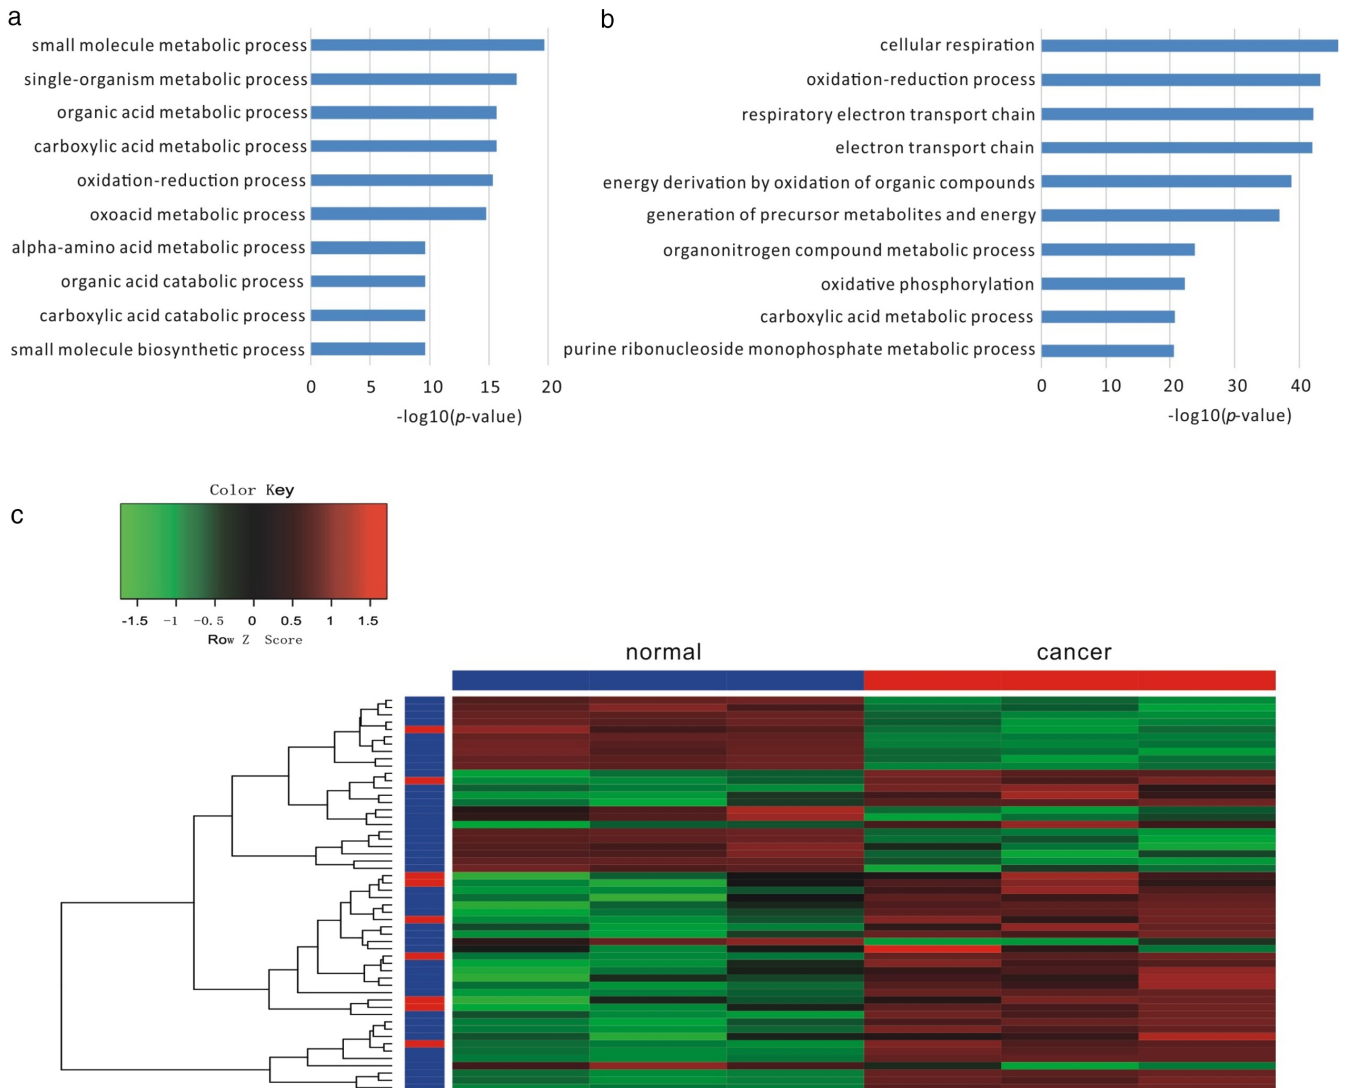 a
small molecule metabolic process
single-organism metabolic process
organic acid metabolic process
carboxylic acid metabolic process
oxidation-reduction process
oxoacid metabolic process
alpha-amino acid metabolic process
organic acid catabolic process
carboxylic acid catabolic process
small molecule biosynthetic process
0 5 10 15 20
-log10(p-value)
b
cellular respiration
oxidation-reduction process
respiratory electron transport chain
electron transport chain
energy derivation by oxidation of organic compounds
generation of precursor metabolites and energy
organonitrogen compound metabolic process
oxidative phosphorylation
carboxylic acid metabolic process
purine ribonucleoside monophosphate metabolic process
0 10 20 30 40
-log10(p-value)
c
Color Key
-1.5 -1 -0.5 0 0.5 1 1.5
Row Z Score
normal cancer